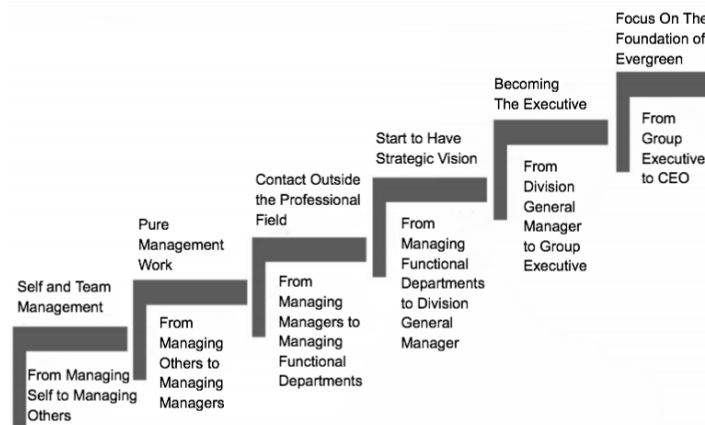 Self and Team
Management
From Managing
Self to Managing
Others
Pure
Management
Work
From
Managing
Others to
Managing
Managers
Contact Outside
the Professional
Field
From
Managing
Managers to
Managing
Functional
Departments
Start to Have
Strategic Vision
From
Managing
Functional
Departments
to Division
General
Manager
Becoming
The Executive
From
Division
General
Manager
to Group
Executive
Focus On The
Foundation of
Evergreen
From
Group
Executive
to CEO